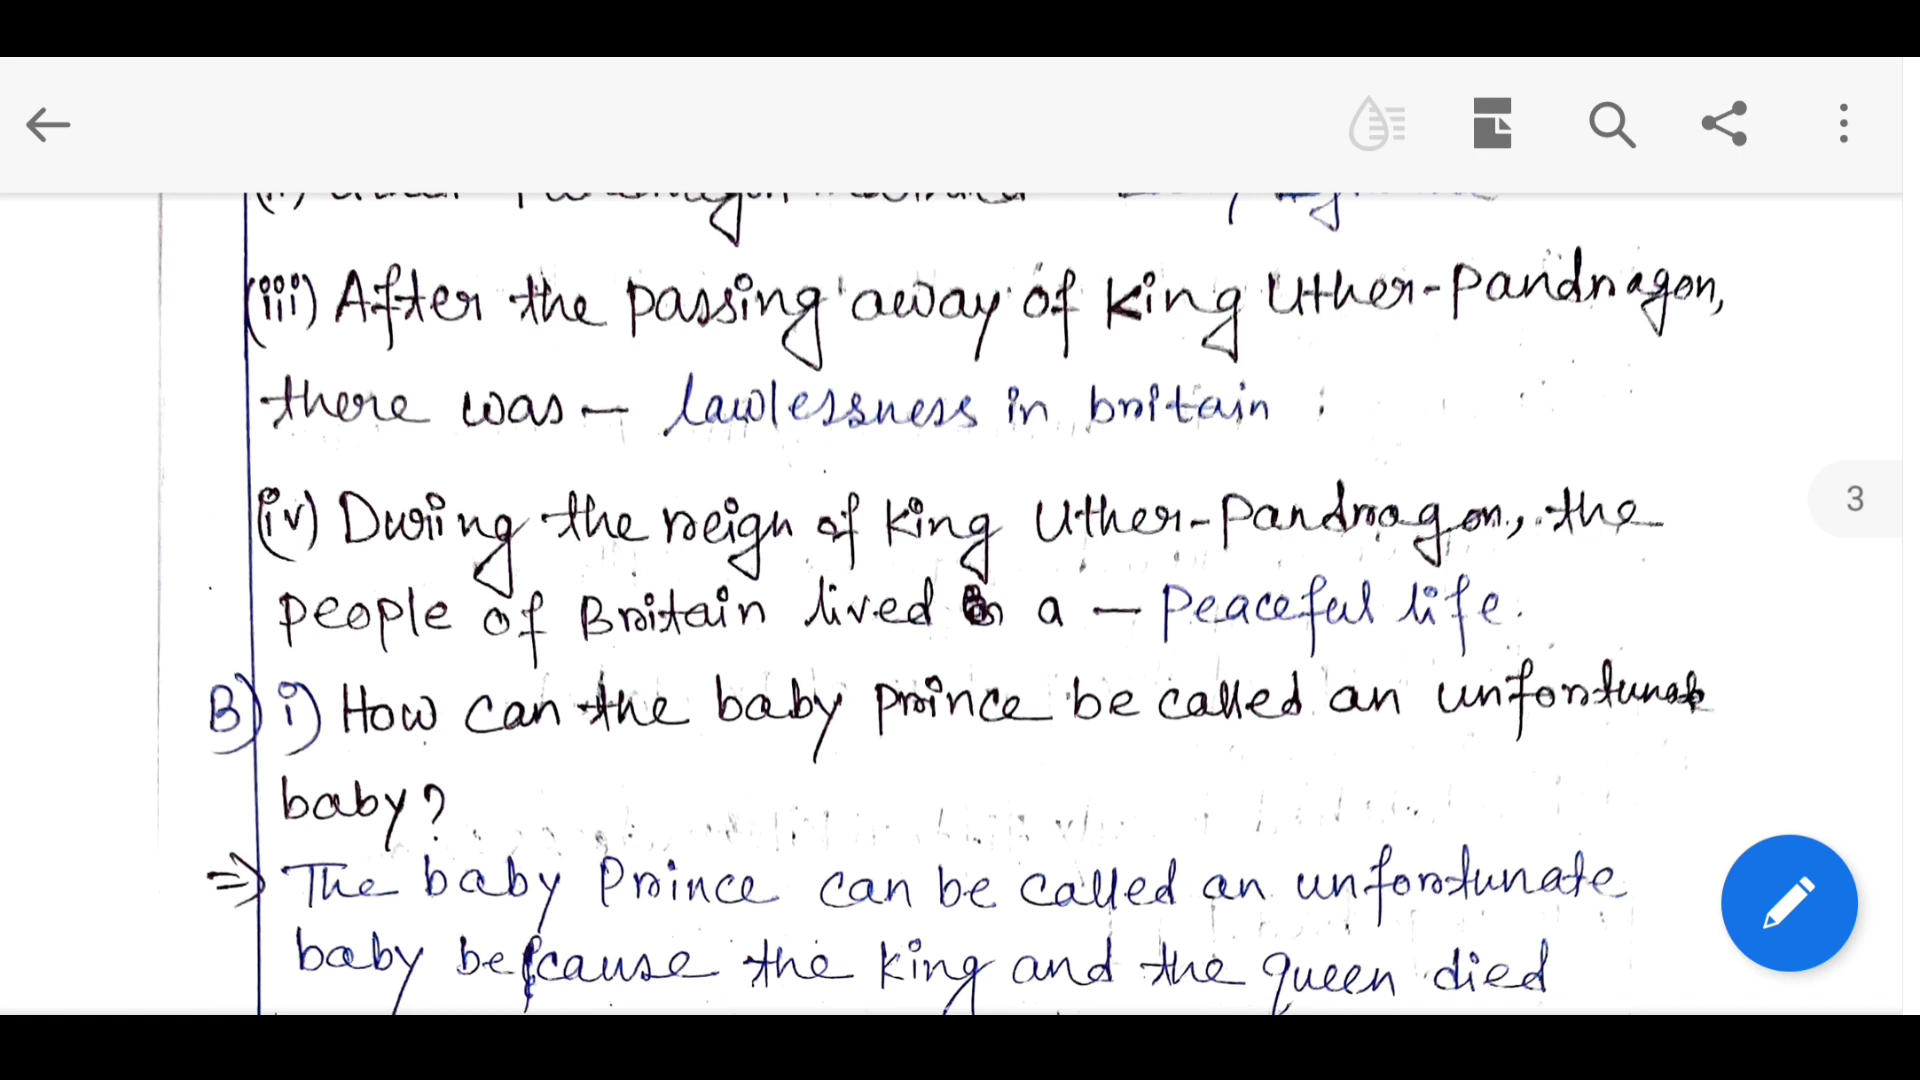 (iii) After the passing away of King Uther-Pandragon,
there was — lawlessness in britain
(iv) During the reign of King Uther-Pandragon, the
3
people of Britain lived a — Peaceful life.
B) i) How can the baby prince be called an unfortunate
baby?
⇒ The baby Prince can be called an unfortunate
baby because the king and the queen died